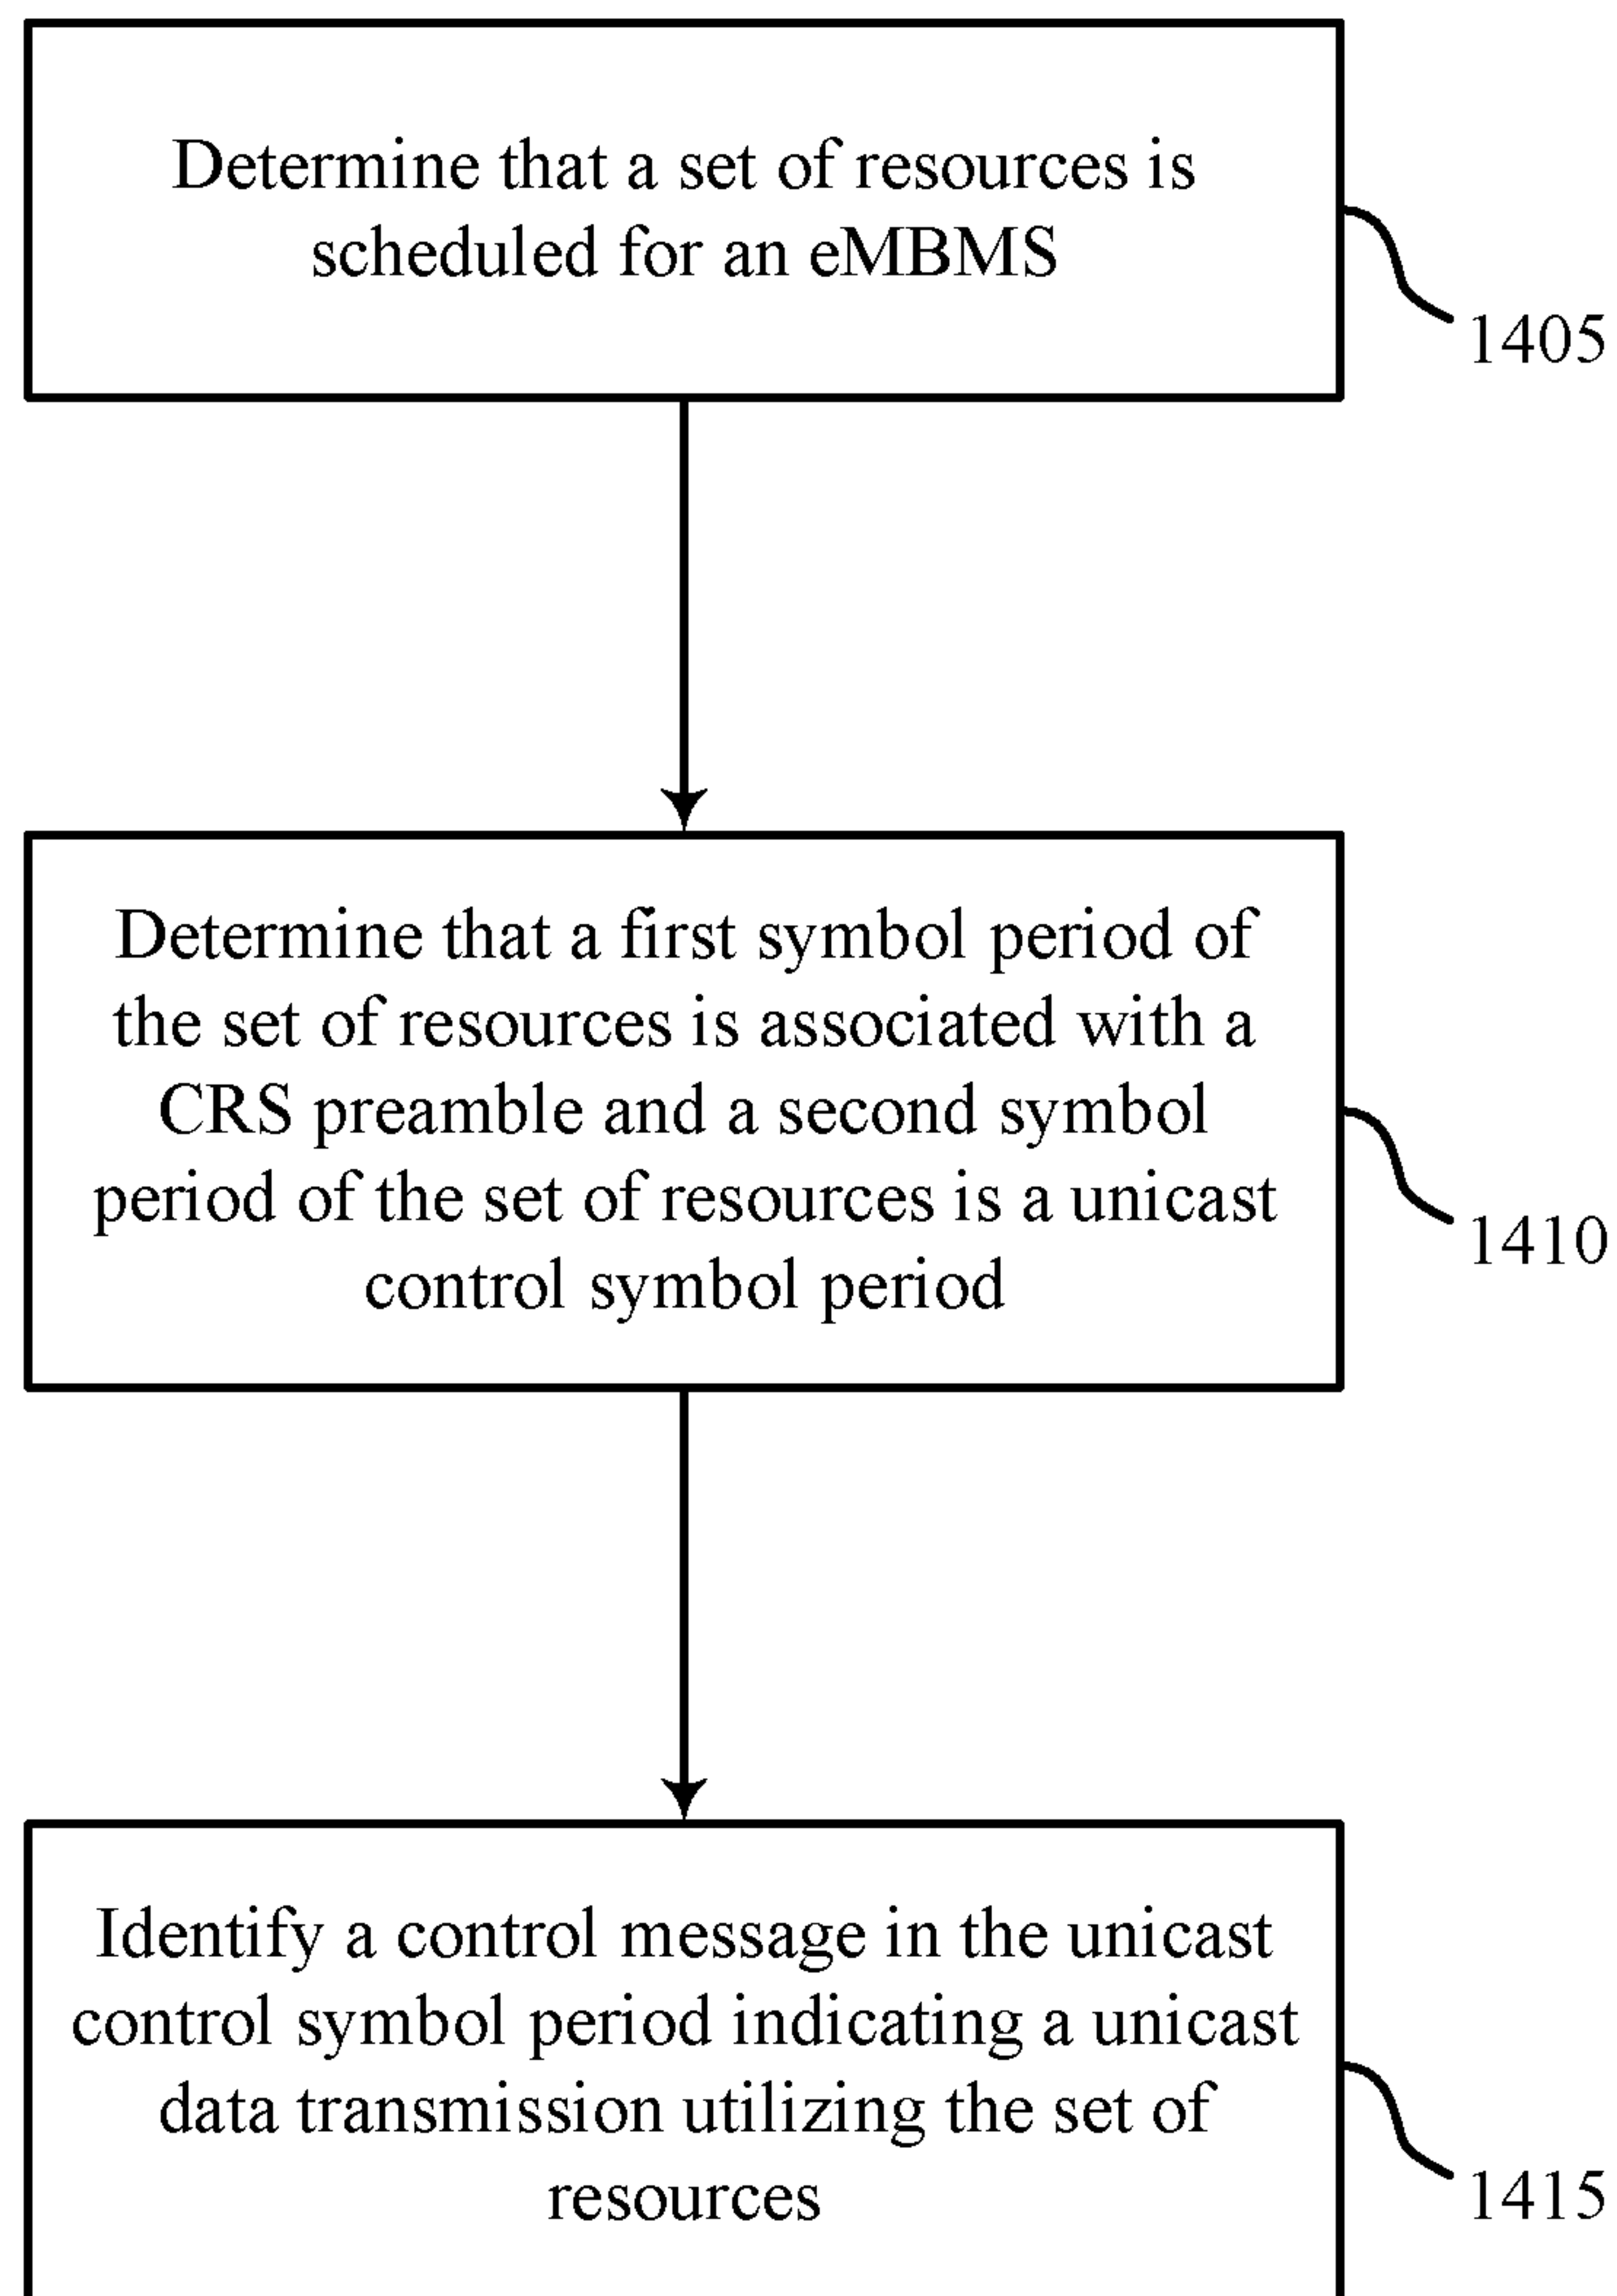 Determine that a set of resources is
scheduled for an eMBMS
1405
Determine that a first symbol period of
the set of resources is associated with a
CRS preamble and a second symbol
period of the set of resources is a unicast
control symbol period
1410
Identify a control message in the unicast
control symbol period indicating a unicast
data transmission utilizing the set of
resources
1415